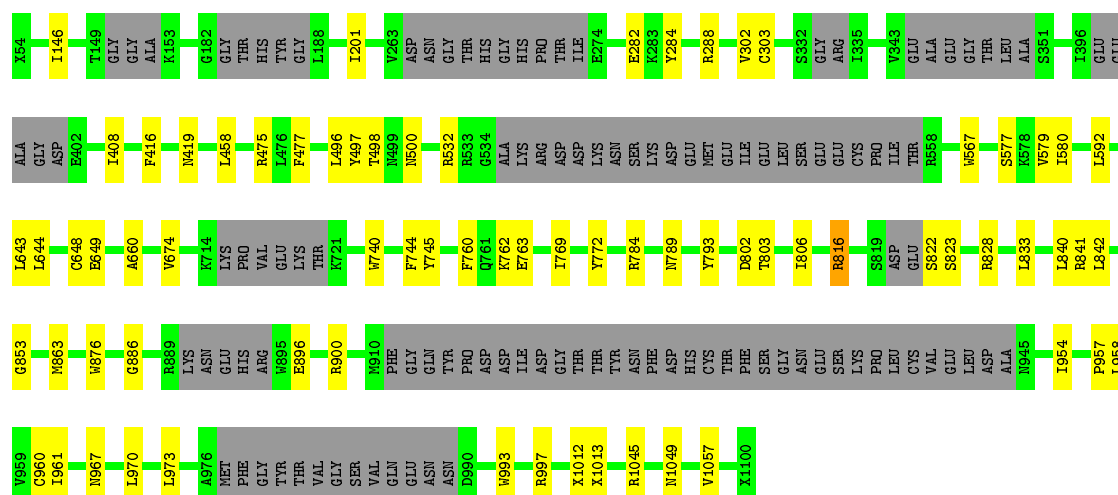 X54 I146 T149 GLY GLY ALA K153 G182 GLY THR HIS TYR GLY L188 I201 V263 ASP ASN GLY THR HIS GLY HIS PRO THR ILE E274 E282 K283 Y284 R288 V302 C303 S332 GLY ARG I335 V343 GLU ALA GLU GLY THR LEU ALA S351 I396 GLU GLU
ALA GLY ASP E402 I408 F416 N419 L458 R475 L476 F477 L496 Y497 T498 N499 N500 R532 R533 G534 ALA LYS ARG ASP ASP LYS ASN SER LYS ASP GLU MET GLU ILE GLU LEU SER GLU GLU CYS PRO ILE THR R558 W567 S577 K578 V579 I580 L592
L643 L644 C648 E649 A660 V674 K714 LYS PRO VAL GLU LYS THR K721 W740 F744 Y745 F760 Q761 K762 E763 I769 Y772 R784 N789 Y793 D802 T803 I806 R816 S819 ASP GLU S822 S823 R828 L833 L840 R841 L842
G853 M863 W876 G886 R889 LYS ASN GLU HIS ARG W895 E896 R900 M910 PHE GLY GLN TYR PRO ASP ASP ILE ASP GLY THR THR TYR ASN PHE ASP HIS CYS THR PHE SER GLY ASN GLU SER LYS PRO LEU CYS VAL GLU LEU ASP ALA N945 I954 P957 L958
V959 C960 I961 N967 L970 L973 A976 MET PHE GLY TYR THR VAL GLY SER VAL GLN GLU ASN ASN D990 W993 R997 X1012 X1013 R1045 N1049 V1057 X1100